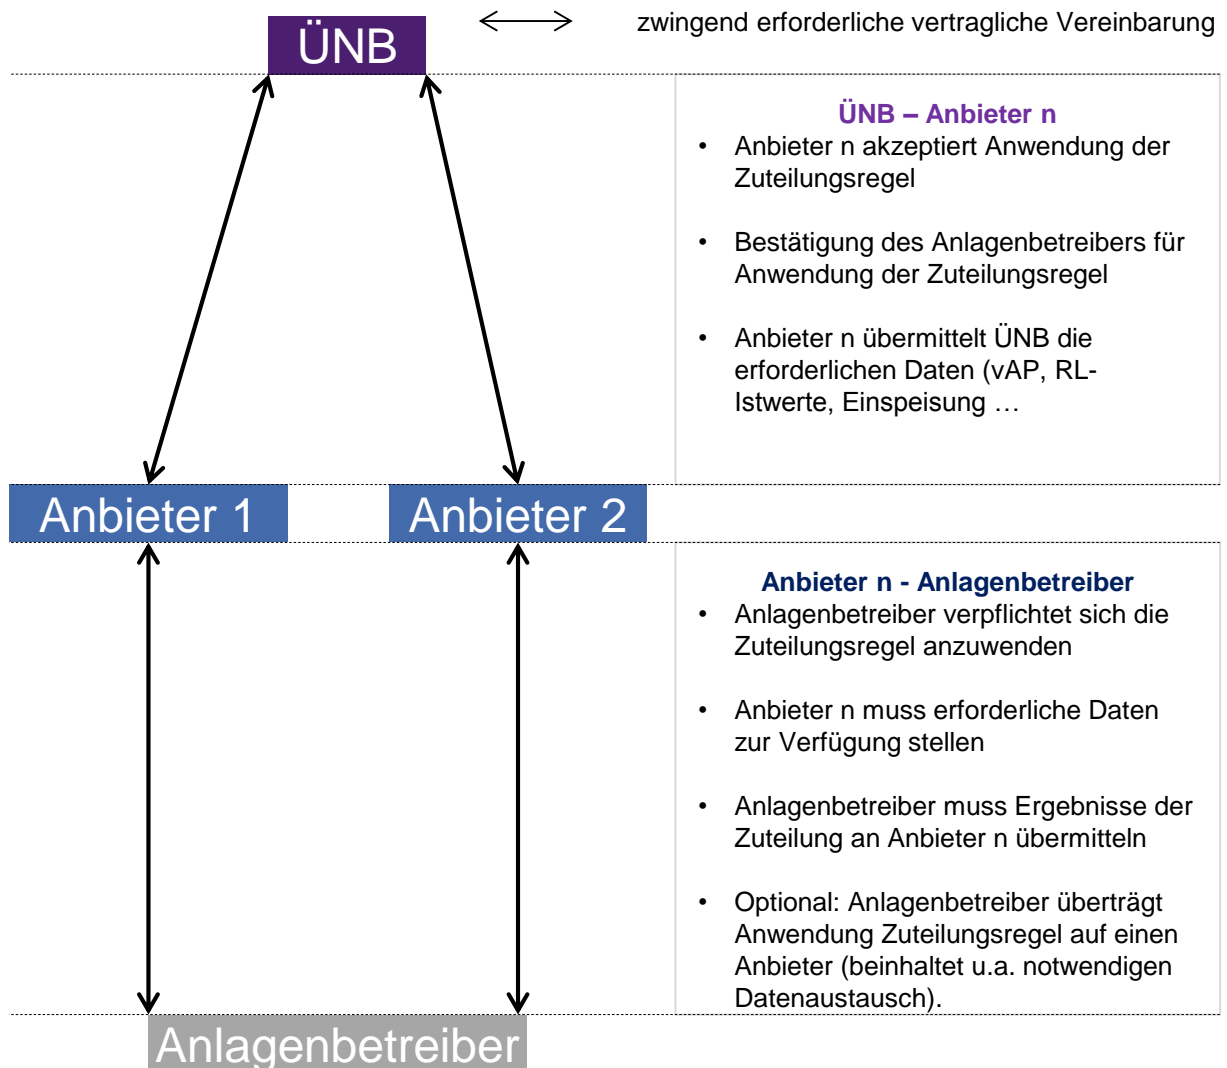 ÜNB
zwingend erforderliche vertragliche Vereinbarung
ÜNB – Anbieter n
• Anbieter n akzeptiert Anwendung der
Zuteilungsregel
• Bestätigung des Anlagenbetreibers für
Anwendung der Zuteilungsregel
• Anbieter n übermittelt ÜNB die
erforderlichen Daten (vAP, RL-
Istwerte, Einspeisung …
Anbieter 1
Anbieter 2
Anbieter n - Anlagenbetreiber
• Anlagenbetreiber verpflichtet sich die
Zuteilungsregel anzuwenden
• Anbieter n muss erforderliche Daten
zur Verfügung stellen
• Anlagenbetreiber muss Ergebnisse der
Zuteilung an Anbieter n übermitteln
• Optional: Anlagenbetreiber überträgt
Anwendung Zuteilungsregel auf einen
Anbieter (beinhaltet u.a. notwendigen
Datenaustausch).
Anlagenbetreiber